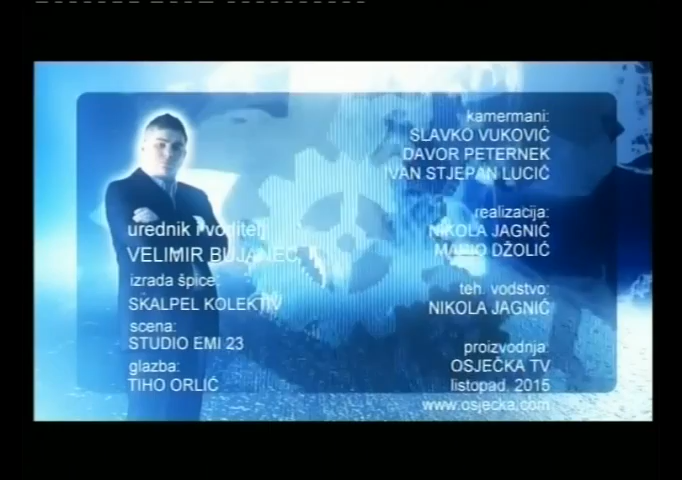 urednik i voditelj
VELIMIR BUJANEC
izrada špice:
SKALPEL KOLEKTIV
scena:
STUDIO EMI 23
glazba:
TIHO ORLIĆ
kamermani:
SLAVKO VUKOVIĆ
DAVOR PETERNEK
IVAN STJEPAN LUCIĆ
realizacija:
NIKOLA JAGNIĆ
MARIO DŽOLIĆ
teh. vodstvo:
NIKOLA JAGNIĆ
proizvodnja:
OSJEČKA TV
listopad, 2015
www.osjecka.com